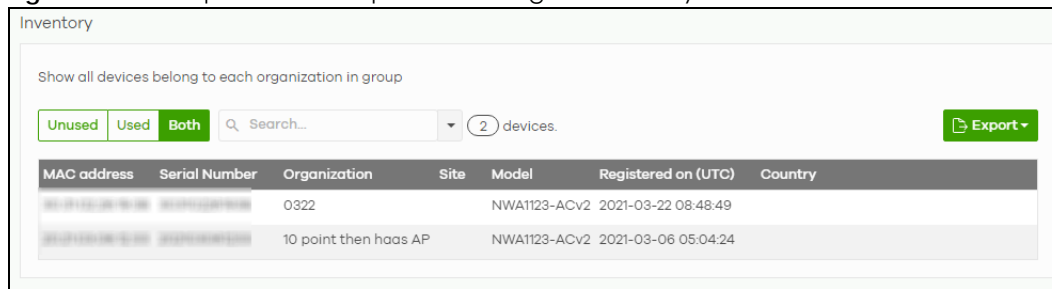 Inventory
Show all devices belong to each organization in group
Unused Used Both Search... 2 devices. Export
MAC address Serial Number Organization Site Model Registered on (UTC) Country
0322 NWA1123-ACv2 2021-03-22 08:48:49
10 point then haas AP NWA1123-ACv2 2021-03-06 05:04:24